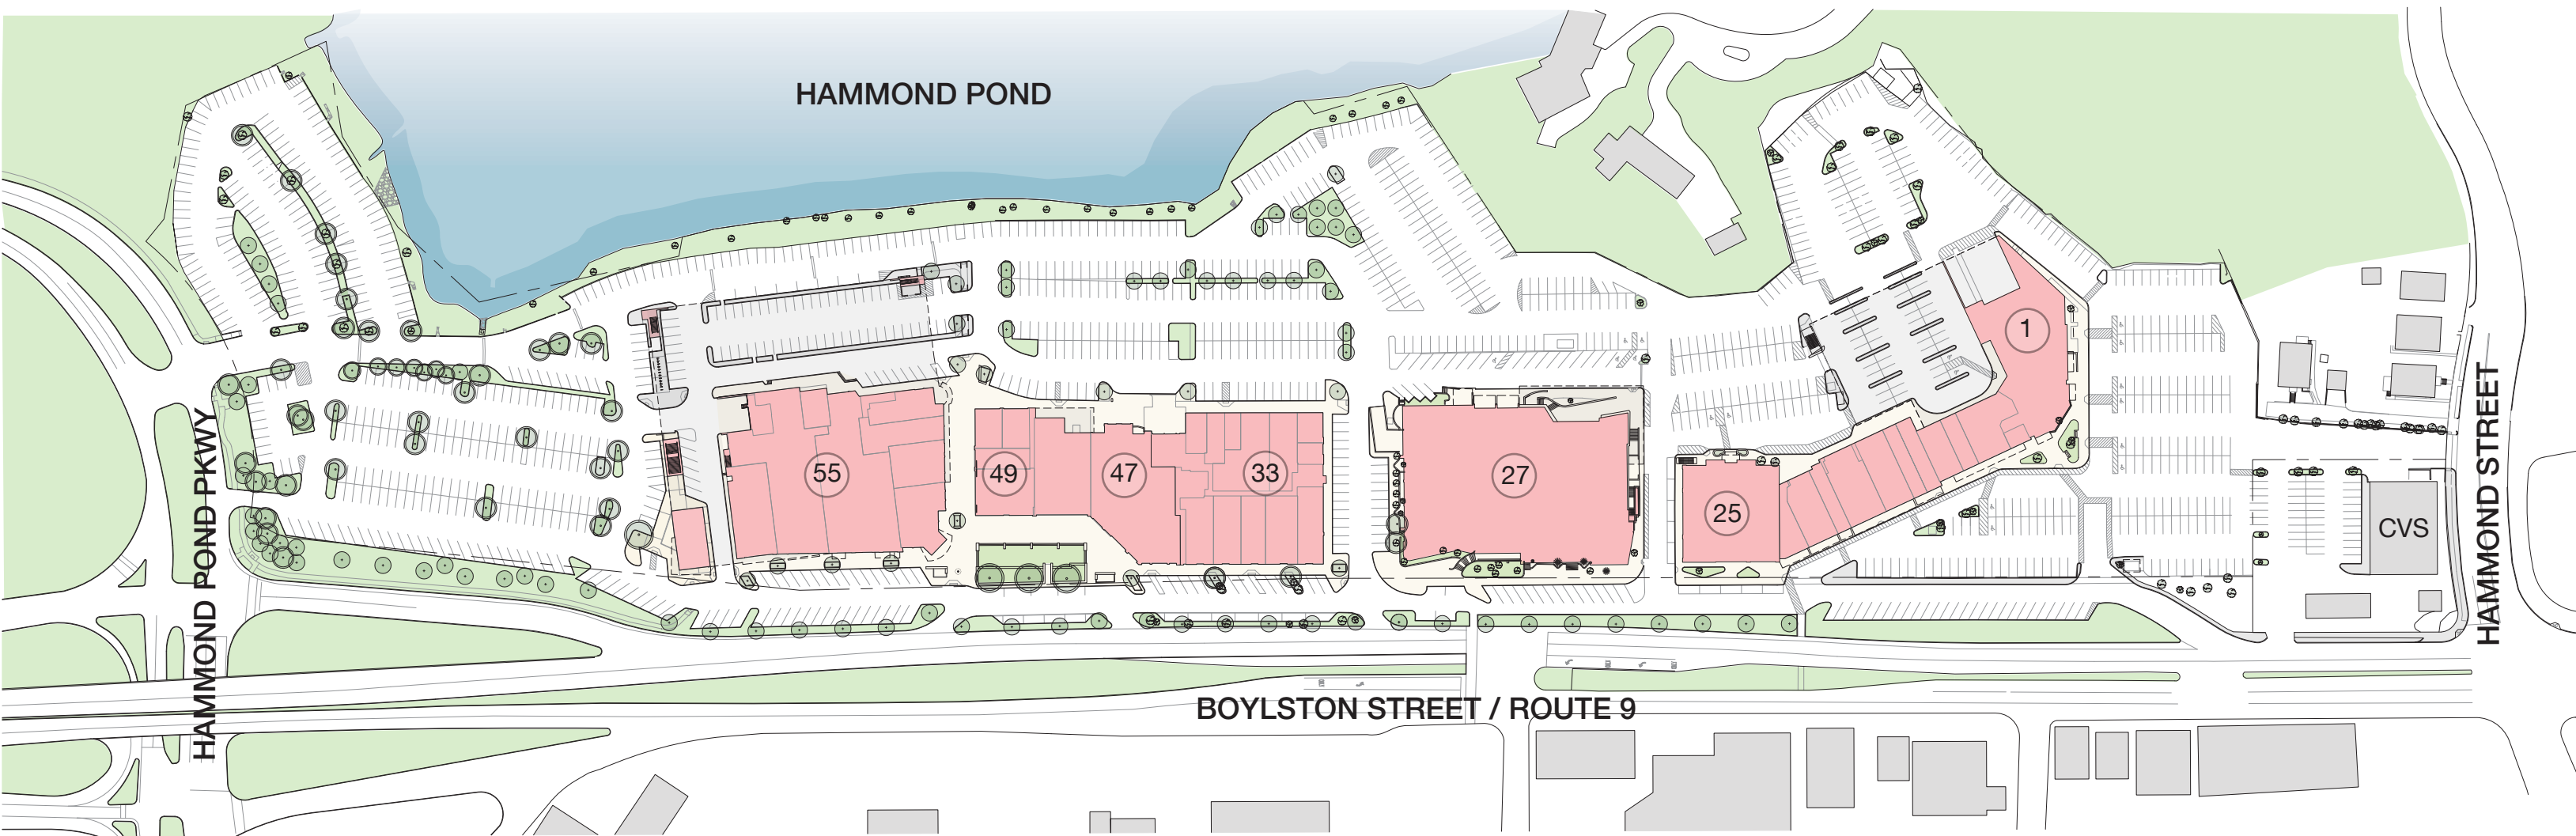 HAMMOND POND
1
55
49
47
33
27
25
CVS
HAMMOND POND PKWY
HAMMOND STREET
BOYLSTON STREET / ROUTE 9